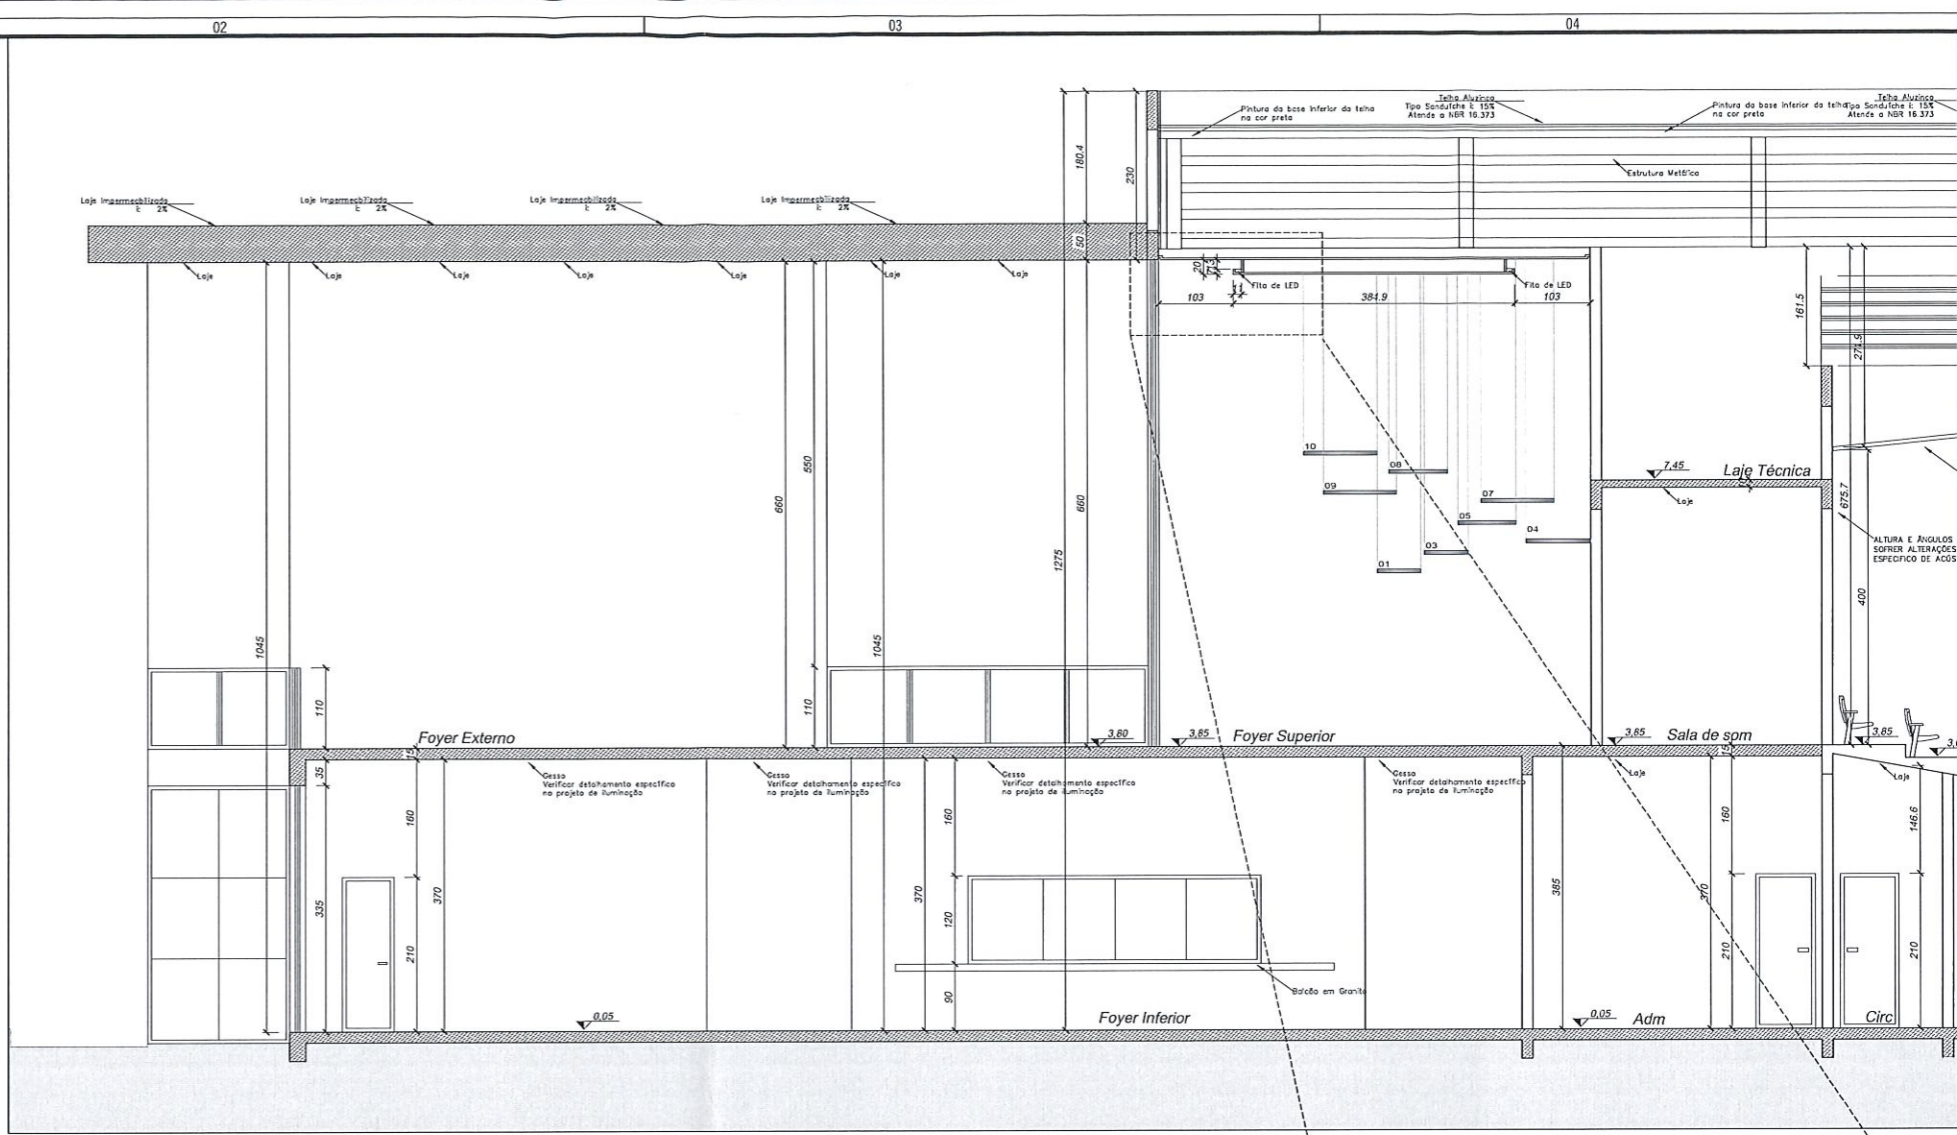 02
03
04
Pintura da base inferior da telha
na cor preta
Telha Aluzinco
Tipo Sanduíche i: 15%
Atende a NBR 16.373
Pintura da base inferior da telha
na cor preta
Telha Aluzinco
Tipo Sanduíche i: 15%
Atende a NBR 16.373
180.4
230
Estrutura Metálica
Laje Impermeabilizada
i: 2%
Laje Impermeabilizada
i: 2%
Laje Impermeabilizada
i: 2%
Laje Impermeabilizada
i: 2%
50
Laje
Laje
Laje
Laje
Laje
Laje
Laje
20
Fita de LED
Fita de LED
103
384.9
103
161.5
271.9
10
08
09
07
05
04
03
01
7,45
Laje Técnica
Laje
550
660
660
1275
675.7
ALTURA E ÂNGULOS
SOFRER ALTERAÇÕES
ESPECIFICO DE ACÚS
400
1045
1045
110
110
Foyer Externo
3,80
3,85
Foyer Superior
3,85
Sala de som
3,85
15
15
35
Gesso
Verificar detalhamento específico
no projeto de iluminação
Gesso
Verificar detalhamento específico
no projeto de iluminação
Gesso
Verificar detalhamento específico
no projeto de iluminação
Gesso
Verificar detalhamento específico
no projeto de iluminação
Laje
Laje
160
160
160
146.6
335
370
370
385
370
210
120
210
210
90
Balcão em Granito
0,05
Foyer Inferior
0,05
Adm
Circ